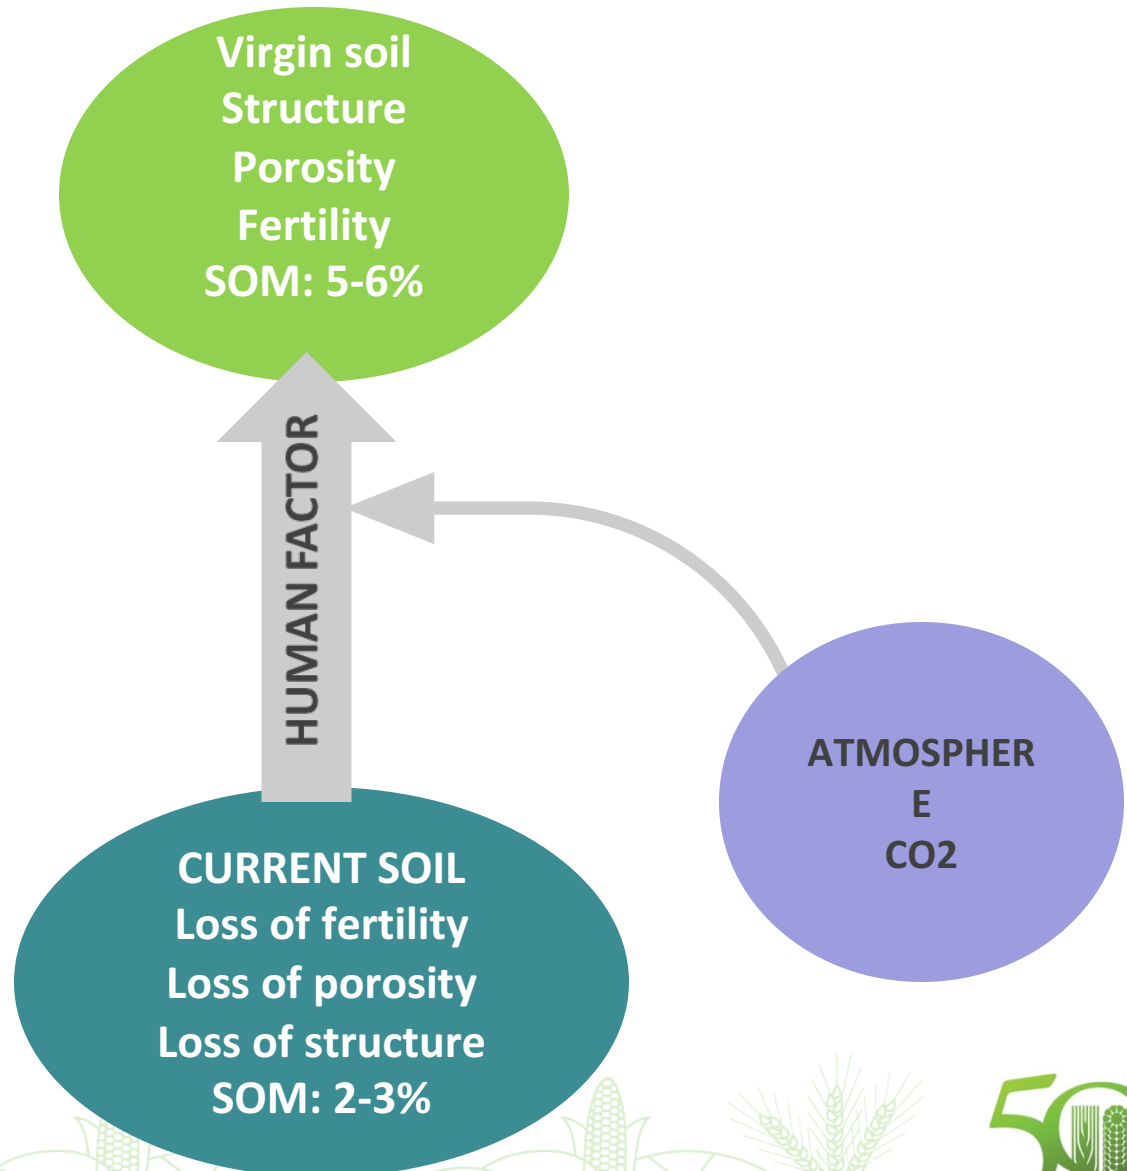 Virgin soil
Structure
Porosity
Fertility
SOM: 5-6%
HUMAN FACTOR
ATMOSPHER
E
CO2
CURRENT SOIL
Loss of fertility
Loss of porosity
Loss of structure
SOM: 2-3%
50